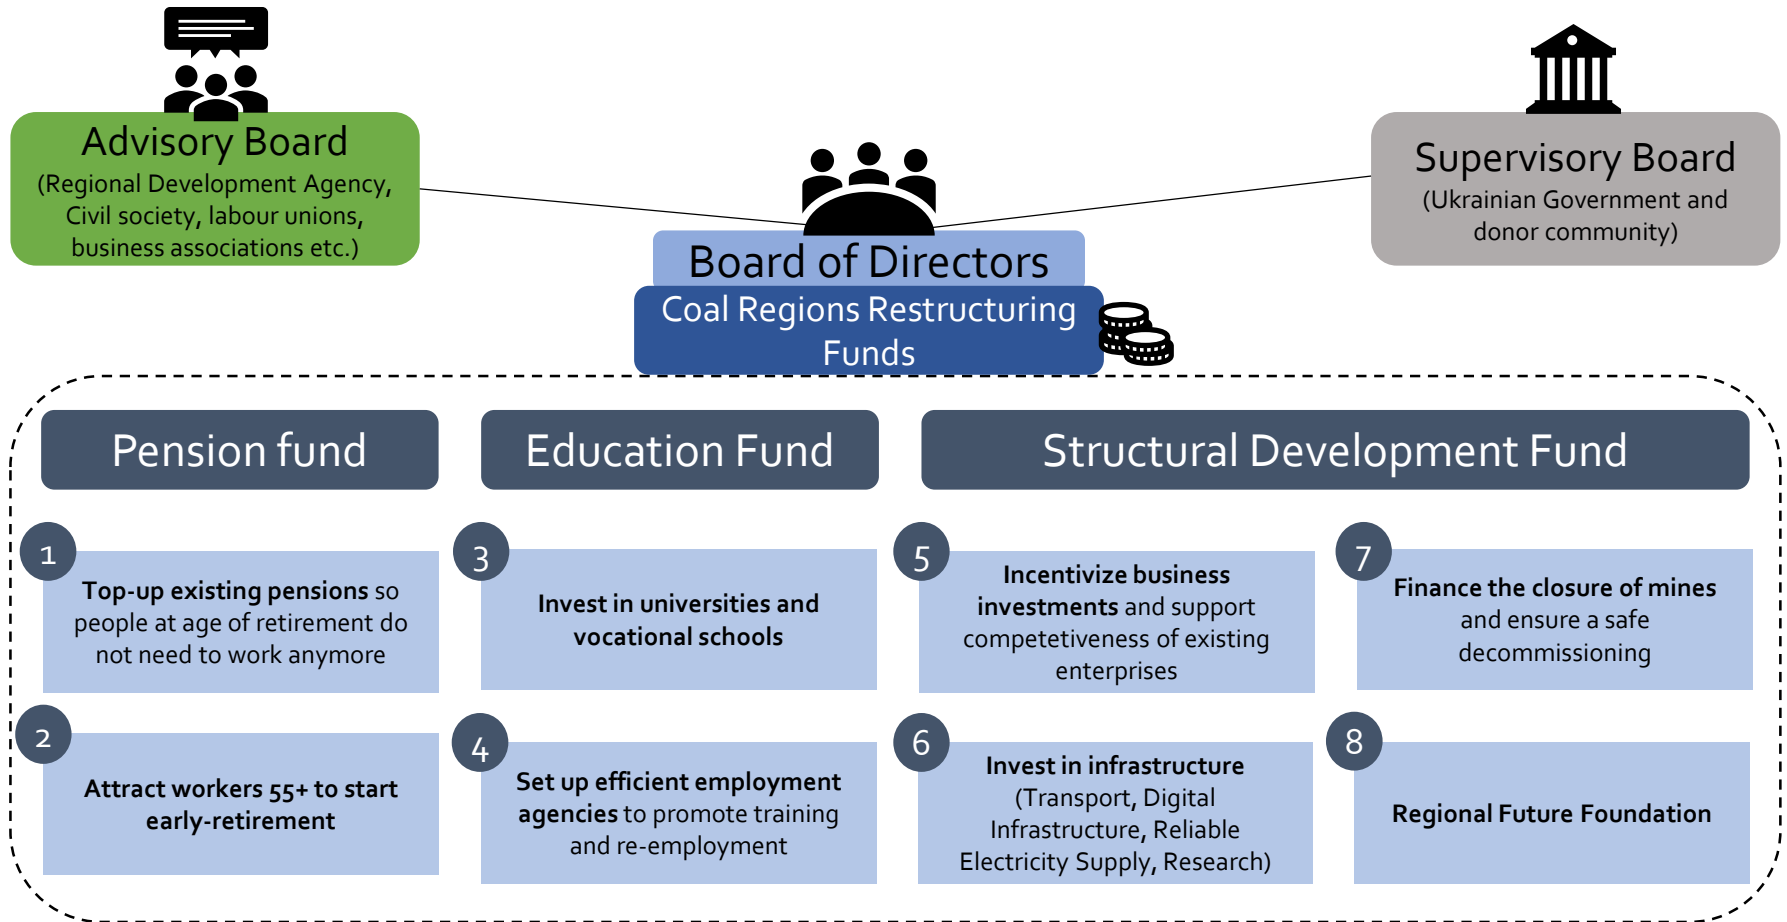 Advisory Board
(Regional Development Agency,
Civil society, labour unions,
business associations etc.)
Supervisory Board
(Ukrainian Government and
donor community)
Board of Directors
Coal Regions Restructuring
Funds
Pension fund
Education Fund
Structural Development Fund
1
Top-up existing pensions so
people at age of retirement do
not need to work anymore
2
Attract workers 55+ to start
early-retirement
3
Invest in universities and
vocational schools
4
Set up efficient employment
agencies to promote training
and re-employment
5
Incentivize business
investments and support
competetiveness of existing
enterprises
6
Invest in infrastructure
(Transport, Digital
Infrastructure, Reliable
Electricity Supply, Research)
7
Finance the closure of mines
and ensure a safe
decommissioning
8
Regional Future Foundation